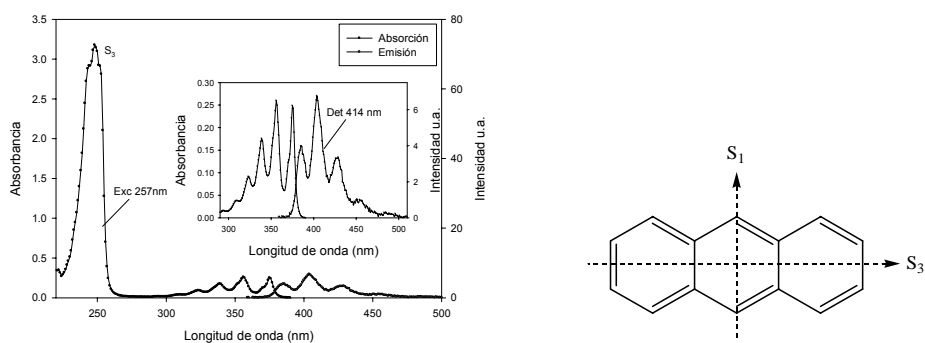 Absorción
Emisión
S3
Exc 257nm
Det 414 nm
Absorbancia
Intensidad u.a.
Longitud de onda (nm)
3.5
3.0
2.5
2.0
1.5
1.0
0.5
0.0
250 300 350 400 450 500
80
60
40
20
0
Absorbancia
Intensidad u.a.
Longitud de onda (nm)
0.30
0.25
0.20
0.15
0.10
0.05
0.00
300 350 400 450 500
6
4
2
0
S1
S3